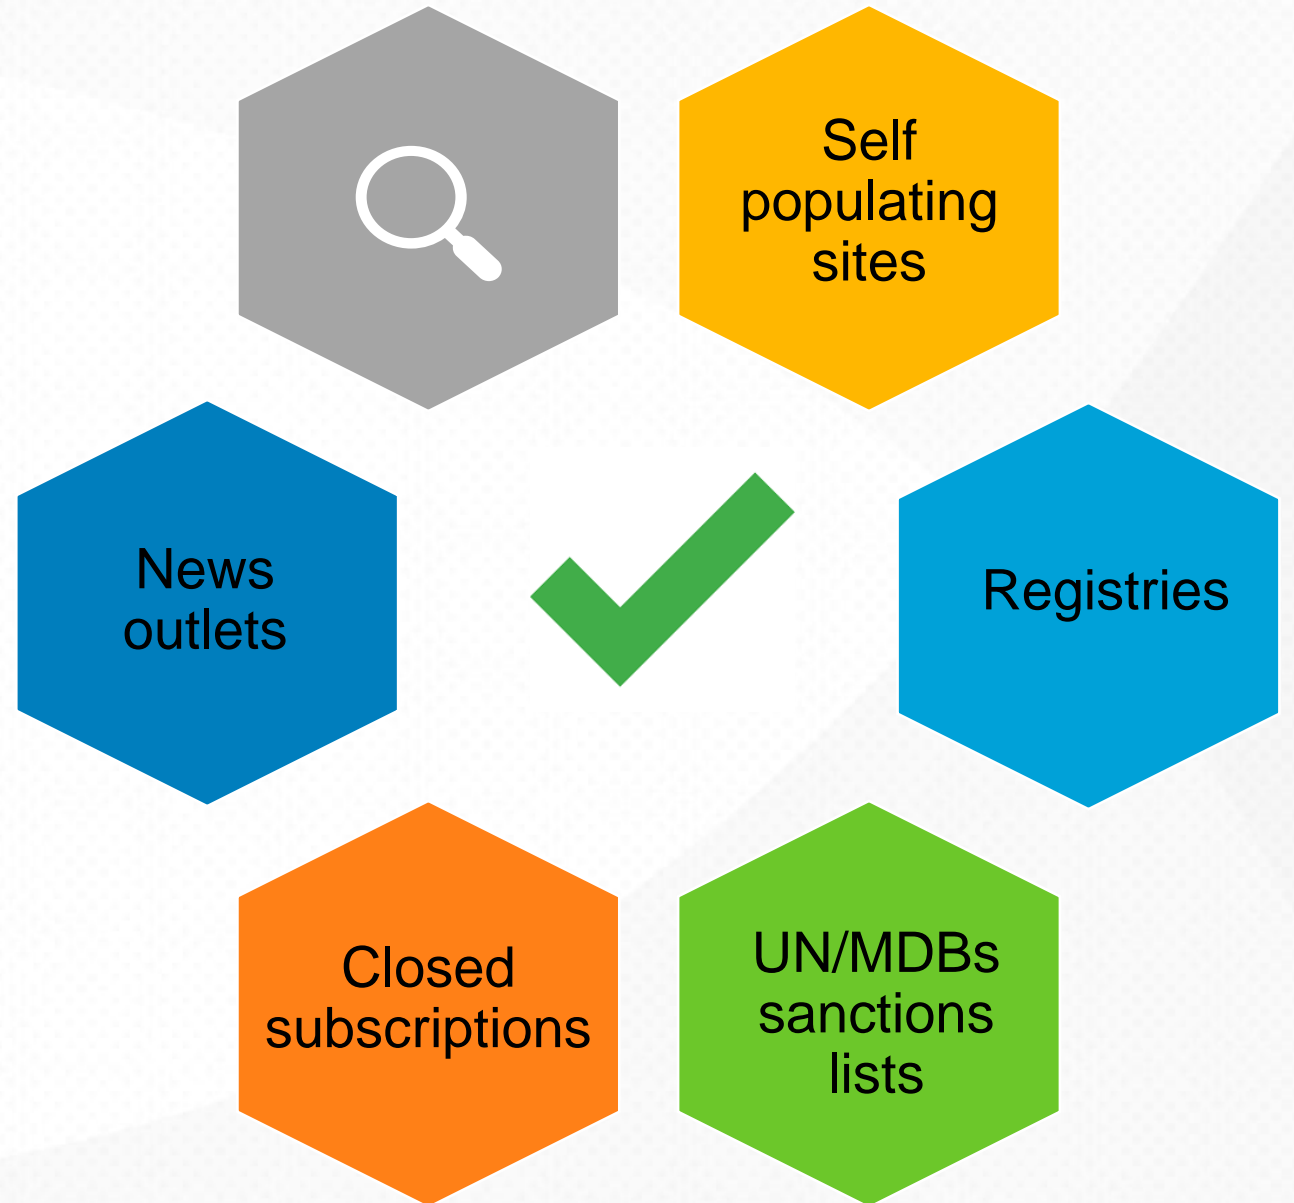 Self
populating
sites
News
outlets
Registries
Closed
subscriptions
UN/MDBs
sanctions
lists